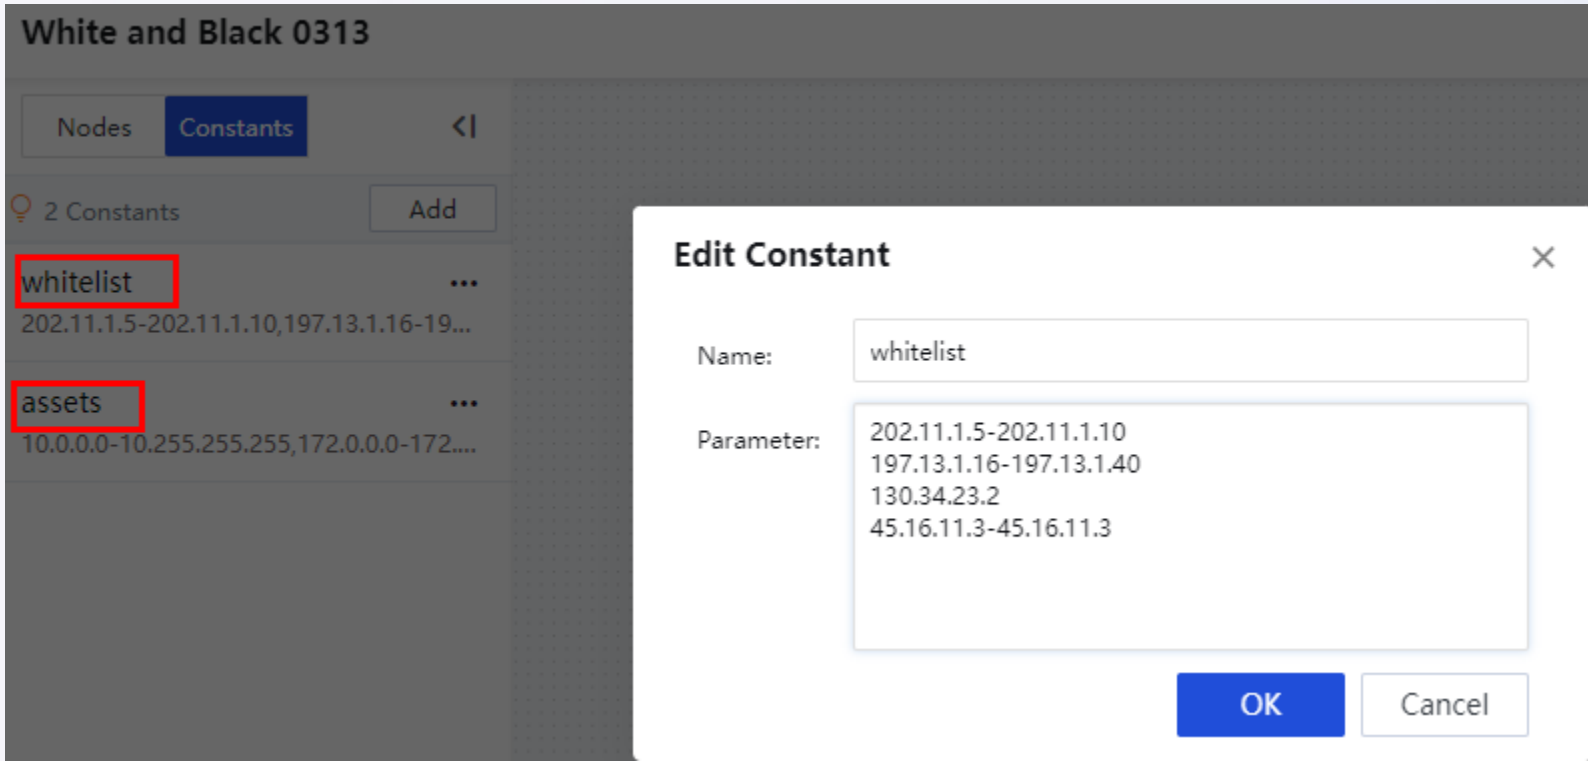 White and Black 0313
Nodes
Constants
2 Constants
Add
whitelist
202.11.1.5-202.11.1.10,197.13.1.16-19...
assets
10.0.0.0-10.255.255.255,172.0.0.0-172....
Edit Constant
Name:
whitelist
Parameter:
202.11.1.5-202.11.1.10
197.13.1.16-197.13.1.40
130.34.23.2
45.16.11.3-45.16.11.3
OK
Cancel